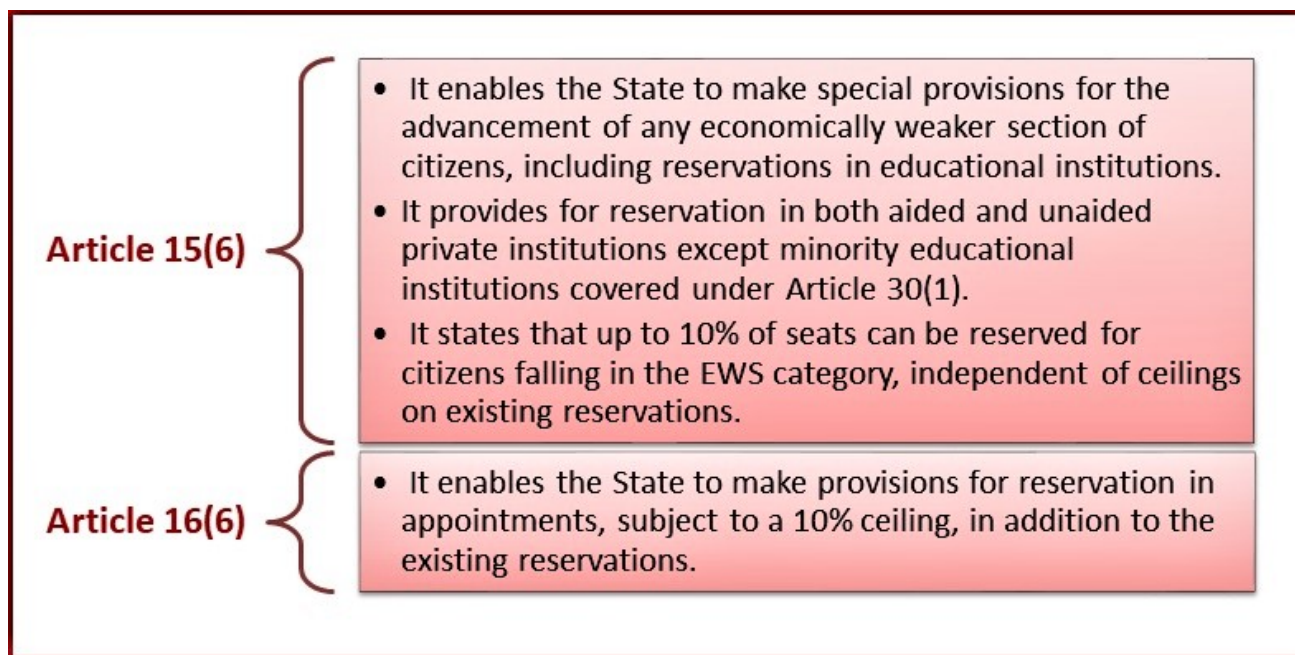 Article 15(6)
• It enables the State to make special provisions for the
advancement of any economically weaker section of
citizens, including reservations in educational institutions.
• It provides for reservation in both aided and unaided
private institutions except minority educational
institutions covered under Article 30(1).
• It states that up to 10% of seats can be reserved for
citizens falling in the EWS category, independent of ceilings
on existing reservations.
Article 16(6)
• It enables the State to make provisions for reservation in
appointments, subject to a 10% ceiling, in addition to the
existing reservations.